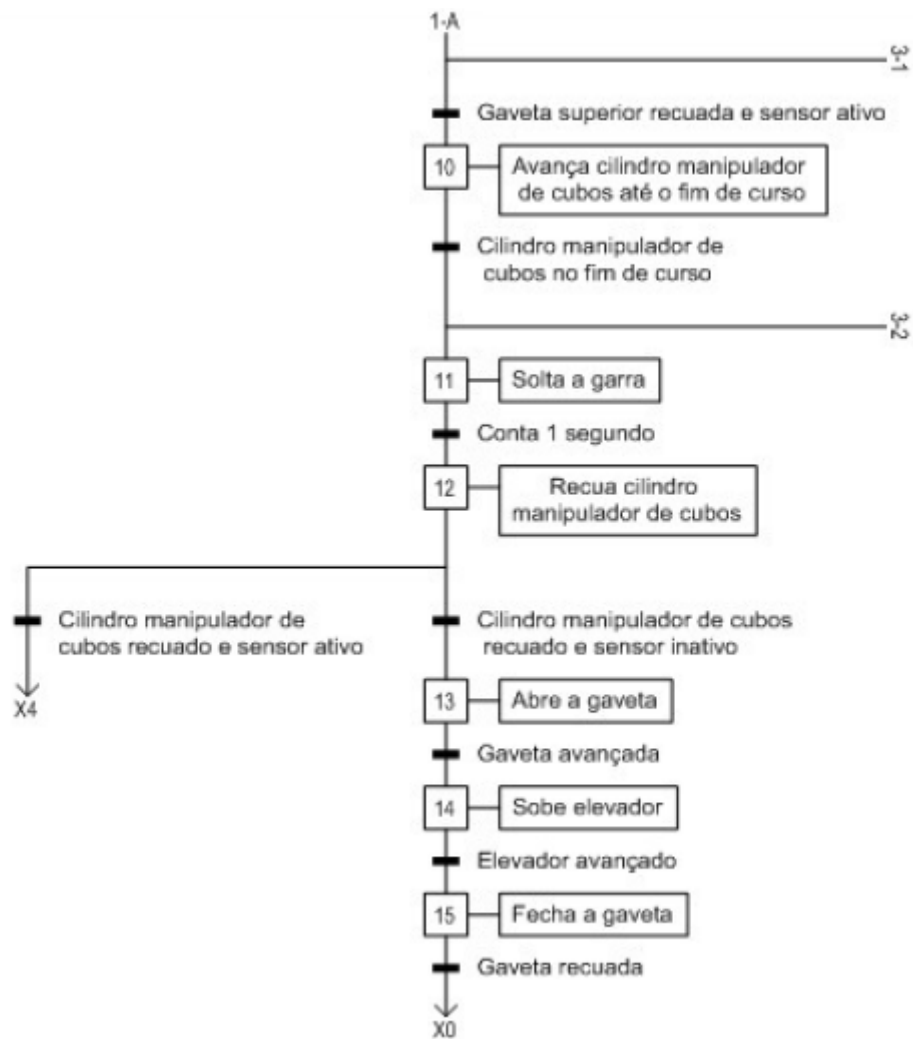 1-A
3-1
Gaveta superior recuada e sensor ativo
10
Avança cilindro manipulador
de cubos até o fim de curso
Cilindro manipulador de
cubos no fim de curso
3-2
11
Solta a garra
Conta 1 segundo
12
Recua cilindro
manipulador de cubos
Cilindro manipulador de
cubos recuado e sensor ativo
X4
Cilindro manipulador de cubos
recuado e sensor inativo
13
Abre a gaveta
Gaveta avançada
14
Sobe elevador
Elevador avançado
15
Fecha a gaveta
Gaveta recuada
X0